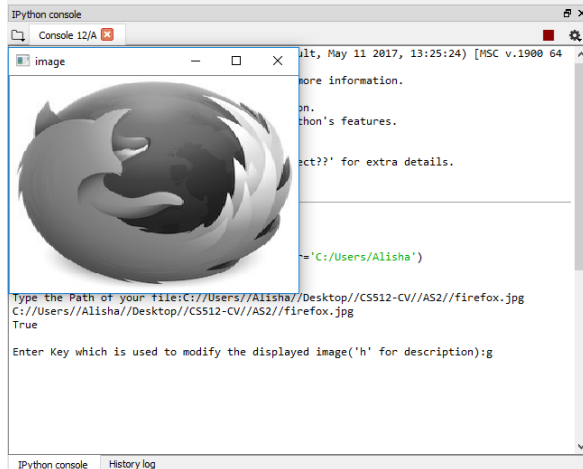 IPython console
Console 12/A
image
ult, May 11 2017, 13:25:24) [MSC v.1900 64
more information.
on.
thon's features.
ect??' for extra details.
r='C:/Users/Alisha')
Type the Path of your file:C://Users//Alisha//Desktop//CS512-CV//AS2//firefox.jpg
C://Users//Alisha//Desktop//CS512-CV//AS2//firefox.jpg
True
Enter Key which is used to modify the displayed image('h' for description):g
IPython console History log